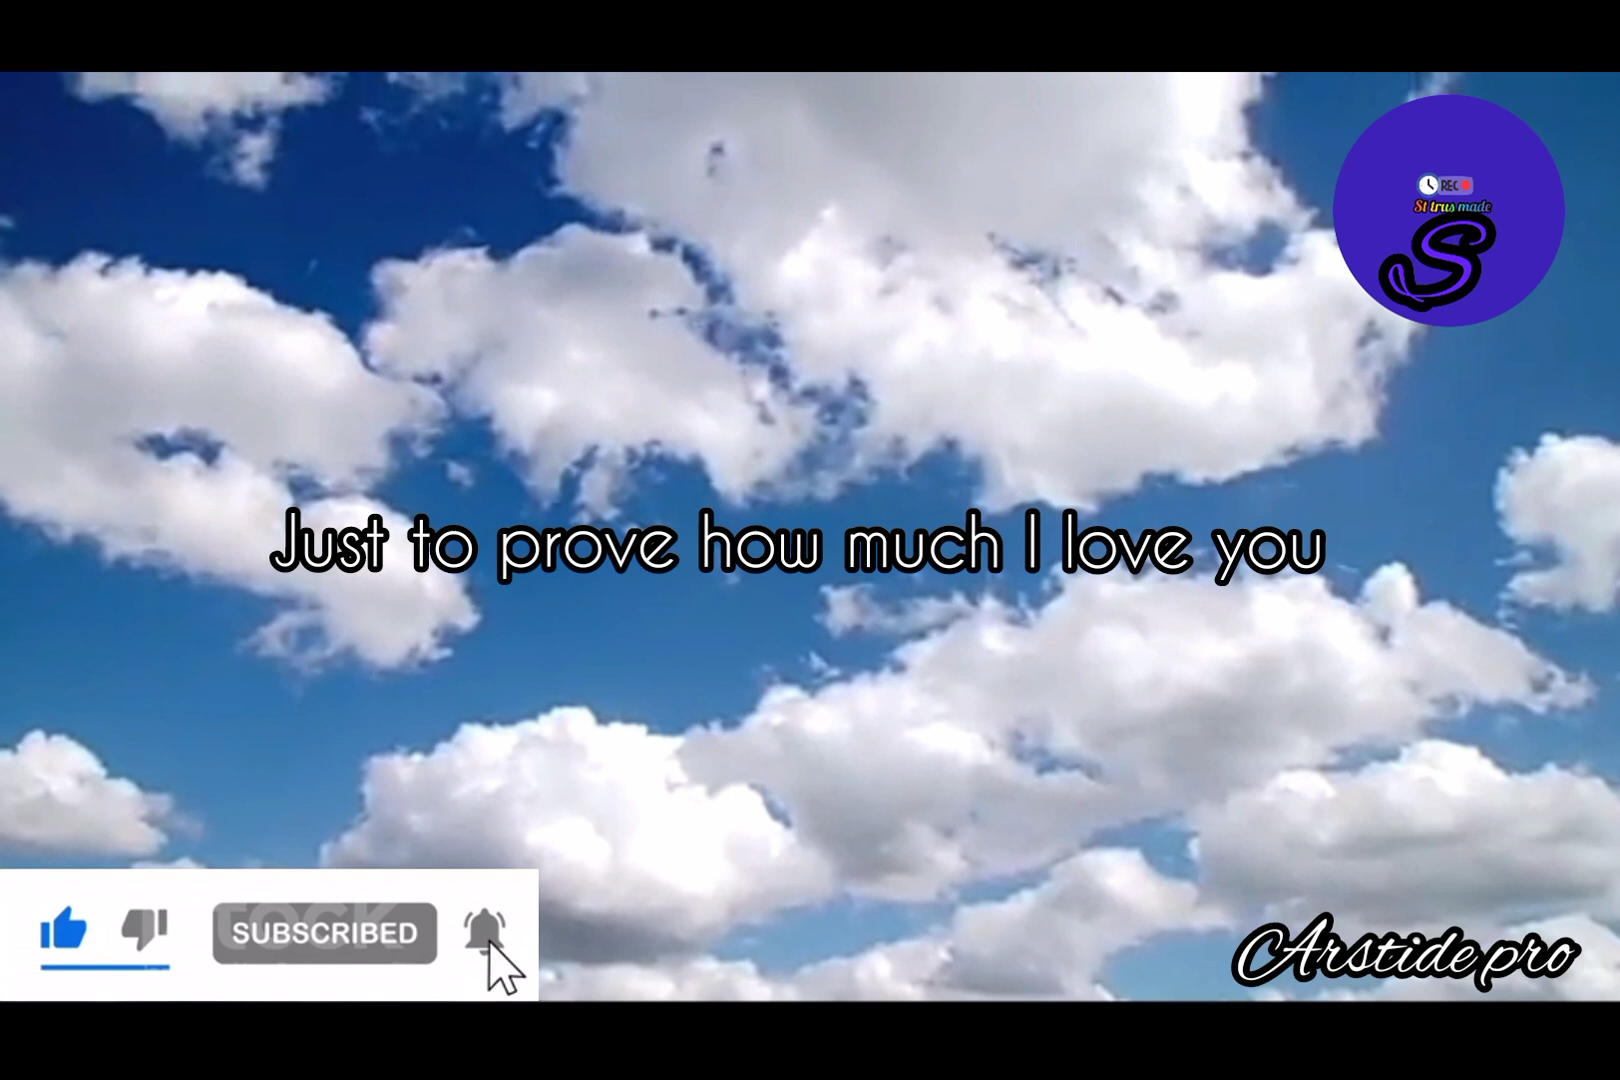 REC
St trus made
S
Just to prove how much I love you
SUBSCRIBED
Arstide pro